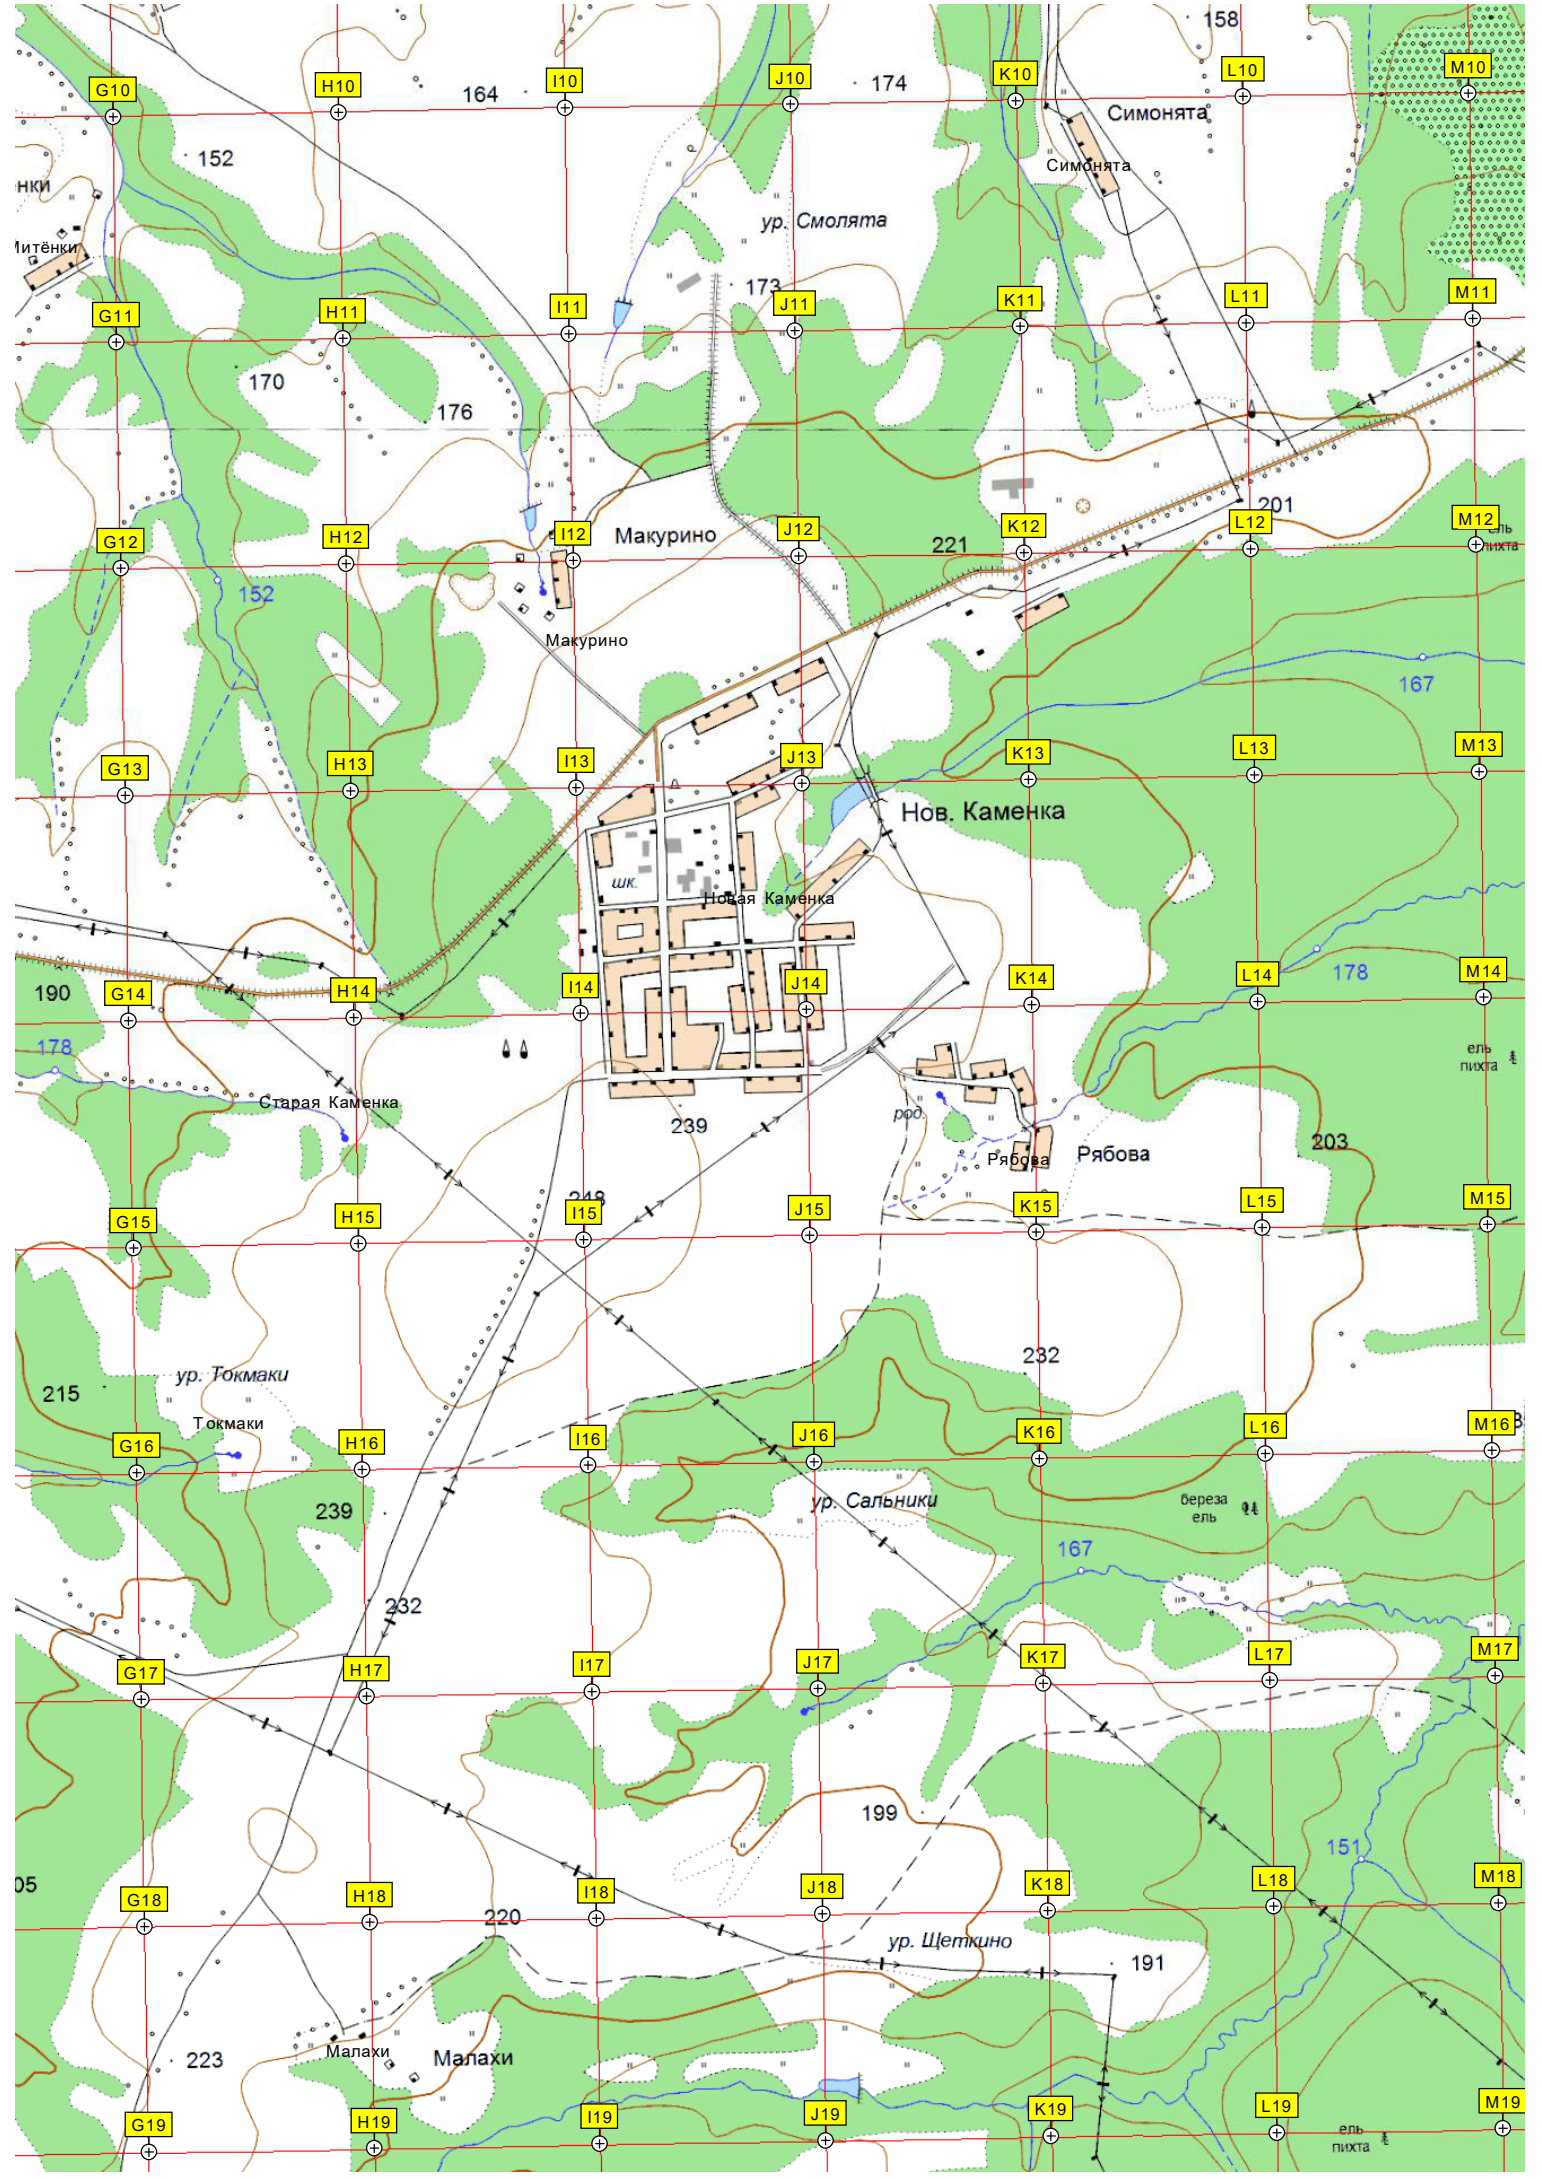 158
G10
H10
164
I10
J10
174
K10
L10
M10
Симонята
152
Симонята
нки
ур. Смолята
Митёнки
173
G11
H11
I11
J11
K11
L11
M11
170
176
201
G12
H12
I12
Макурино
J12
221
K12
L12
M12
ель
пихта
152
Макурино
167
G13
H13
I13
J13
K13
L13
M13
Нов. Каменка
шк.
Новая Каменка
190
G14
H14
I14
J14
K14
L14
178
M14
178
ель
пихта
Старая Каменка
239
род.
Рябова
Рябова
203
248
G15
H15
I15
J15
K15
L15
M15
232
215
ур. Токмаки
Токмаки
G16
H16
I16
J16
K16
L16
M16
239
ур. Сальники
береза
ель
167
232
G17
H17
I17
J17
K17
L17
M17
199
151
05
G18
H18
I18
J18
K18
L18
M18
220
ур. Щеткино
191
223
Малахи
Малахи
G19
H19
I19
J19
K19
L19
M19
ель
пихта